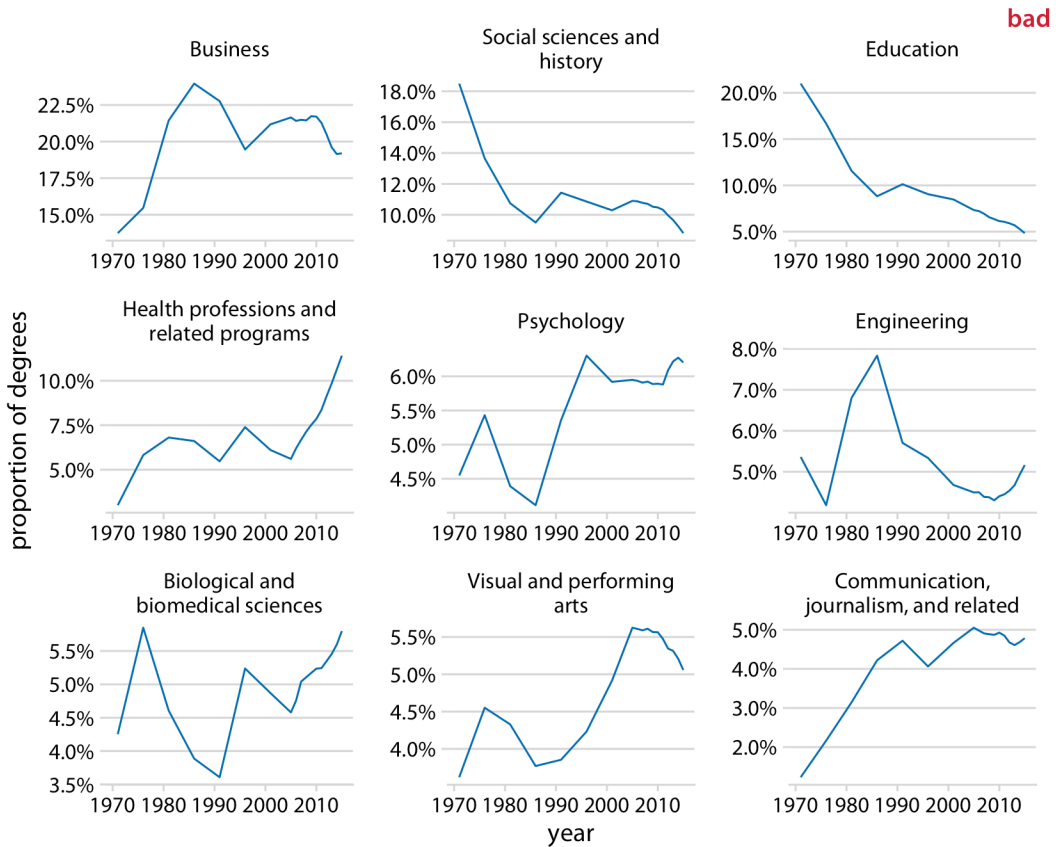 bad
Business
22.5%
20.0%
17.5%
15.0%
1970 1980 1990 2000 2010
Social sciences and
history
18.0%
16.0%
14.0%
12.0%
10.0%
1970 1980 1990 2000 2010
Education
20.0%
15.0%
10.0%
5.0%
1970 1980 1990 2000 2010
proportion of degrees
Health professions and
related programs
10.0%
7.5%
5.0%
1970 1980 1990 2000 2010
Psychology
6.0%
5.5%
5.0%
4.5%
1970 1980 1990 2000 2010
Engineering
8.0%
7.0%
6.0%
5.0%
1970 1980 1990 2000 2010
Biological and
biomedical sciences
5.5%
5.0%
4.5%
4.0%
3.5%
1970 1980 1990 2000 2010
Visual and performing
arts
5.5%
5.0%
4.5%
4.0%
1970 1980 1990 2000 2010
Communication,
journalism, and related
5.0%
4.0%
3.0%
2.0%
1970 1980 1990 2000 2010
year